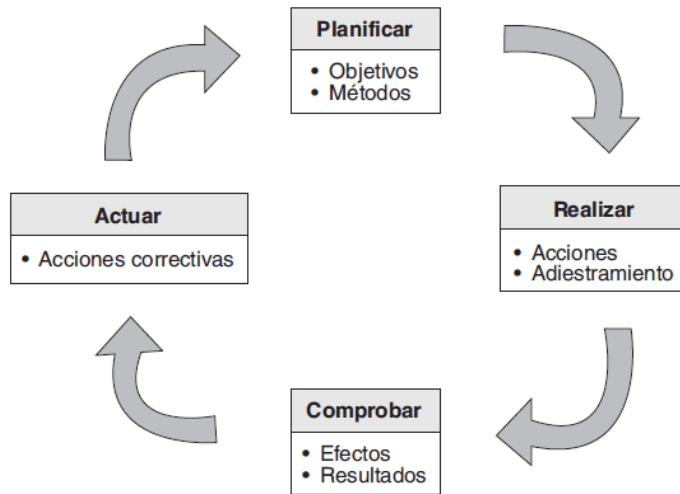 Planificar
• Objetivos
• Métodos
Realizar
• Acciones
• Adiestramiento
Comprobar
• Efectos
• Resultados
Actuar
• Acciones correctivas